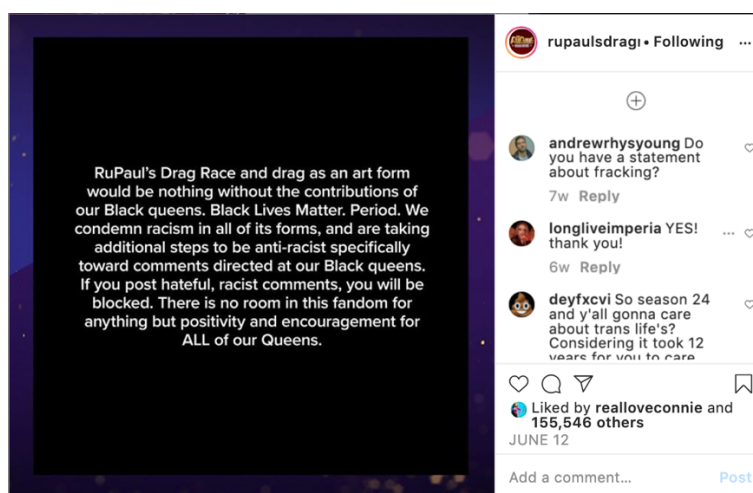 RuPaul's Drag Race and drag as an art form
would be nothing without the contributions of
our Black queens. Black Lives Matter. Period. We
condemn racism in all of its forms, and are taking
additional steps to be anti-racist specifically
toward comments directed at our Black queens.
If you post hateful, racist comments, you will be
blocked. There is no room in this fandom for
anything but positivity and encouragement for
ALL of our Queens.
rupaulsdragr • Following
andrewrhysyoung Do
you have a statement
about fracking?
7w Reply
longliveimperia YES!
thank you!
6w Reply
deyfxcvi So season 24
and y'all gonna care
about trans life's?
Considering it took 12
years for you to care
Liked by realloveconnie and
155,546 others
JUNE 12
Add a comment...
Post